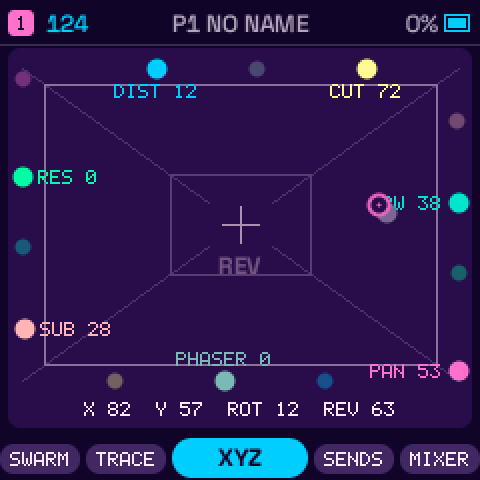 1 124 P1 NO NAME 0%
DIST 12 CUT 72
RES 0 W 38
REV
SUB 28
PHASER 0
PAN 53
X 82 Y 57 ROT 12 REV 63
SWARM TRACE XYZ SENDS MIXER